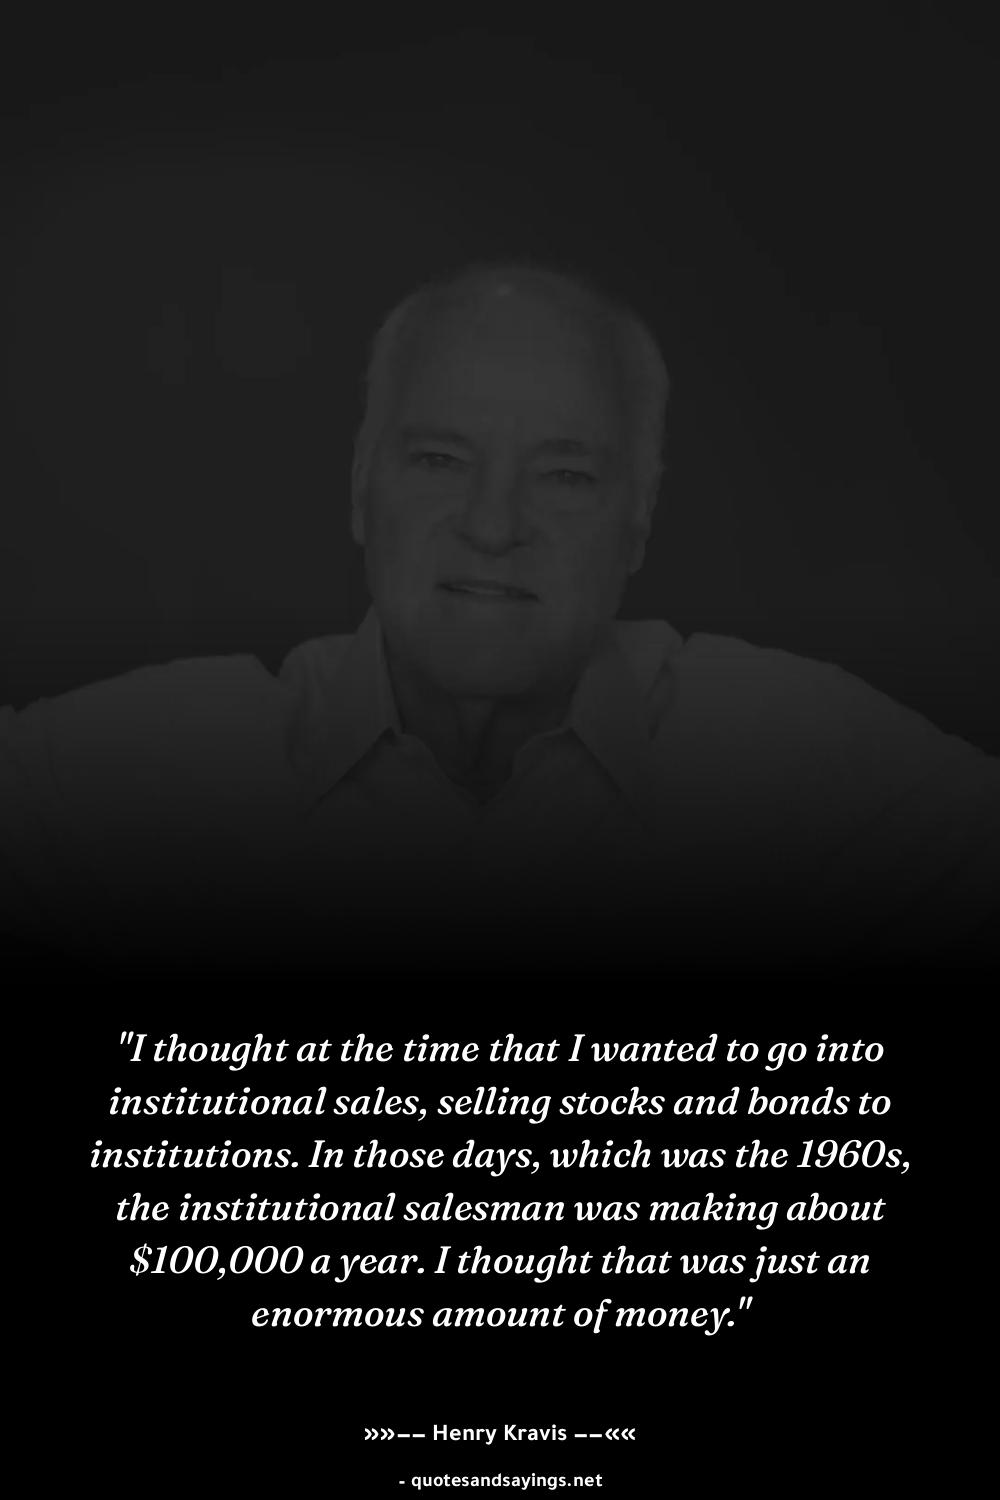 "I thought at the time that I wanted to go into
institutional sales, selling stocks and bonds to
institutions. In those days, which was the 1960s,
the institutional salesman was making about
$100,000 a year. I thought that was just an
enormous amount of money."
»»−− Henry Kravis −−««
- quotesandsayings.net